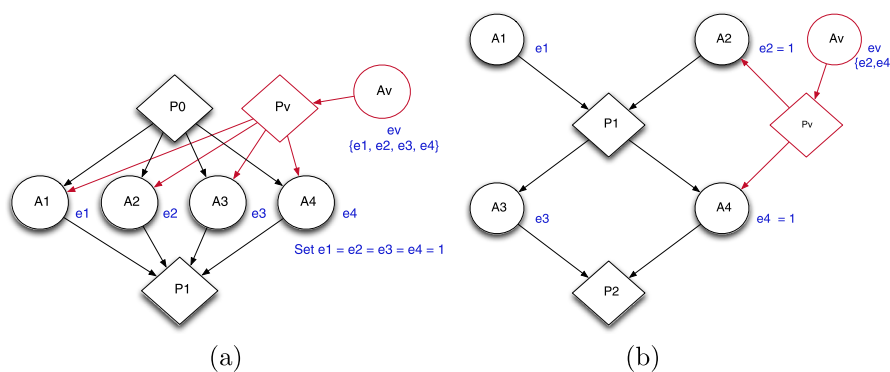 P0
Pv
Av
ev
{e1, e2, e3, e4}
A1
e1
A2
e2
A3
e3
A4
e4
Set e1 = e2 = e3 = e4 = 1
P1
(a)
A1
e1
A2
e2 = 1
Av
ev
{e2,e4
P1
Pv
A3
e3
A4
e4 = 1
P2
(b)